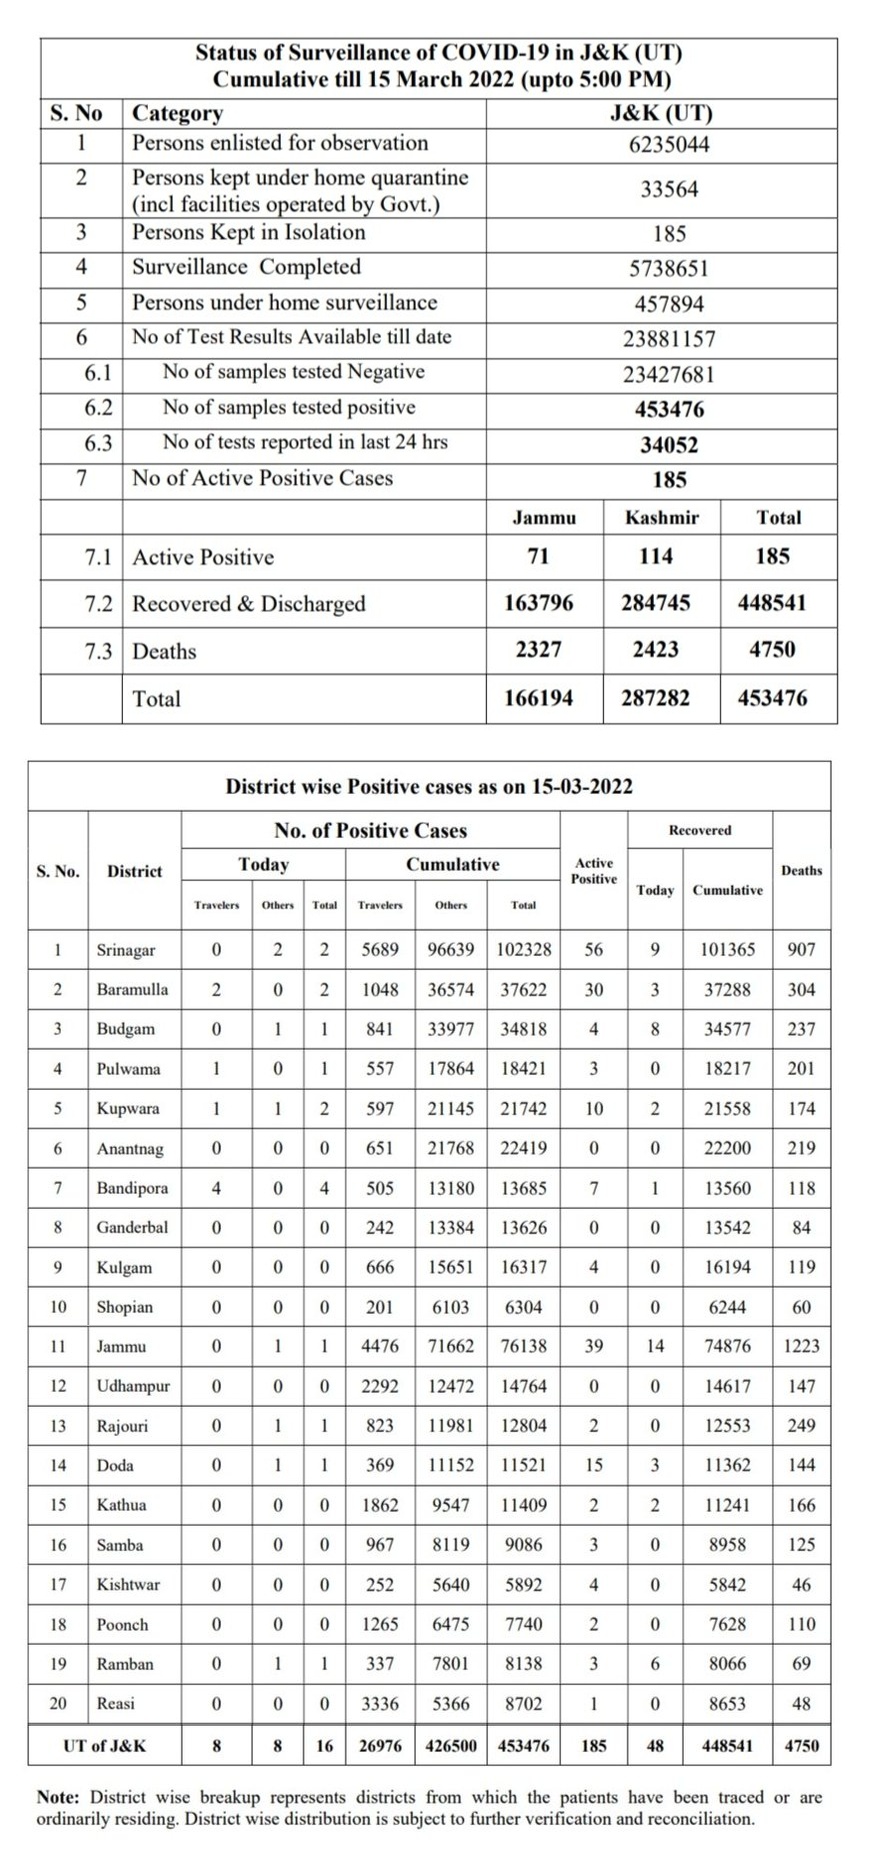 Status of Surveillance of COVID-19 in J&K (UT)
Cumulative till 15 March 2022 (upto 5:00 PM)
S. No Category J&K (UT)
1 Persons enlisted for observation 6235044
2 Persons kept under home quarantine
(incl facilities operated by Govt.) 33564
3 Persons Kept in Isolation 185
4 Surveillance Completed 5738651
5 Persons under home surveillance 457894
6 No of Test Results Available till date 23881157
6.1 No of samples tested Negative 23427681
6.2 No of samples tested positive 453476
6.3 No of tests reported in last 24 hrs 34052
7 No of Active Positive Cases 185
Jammu Kashmir Total
7.1 Active Positive 71 114 185
7.2 Recovered & Discharged 163796 284745 448541
7.3 Deaths 2327 2423 4750
Total 166194 287282 453476
District wise Positive cases as on 15-03-2022
S. No. District No. of Positive Cases Active Positive Recovered Deaths
Today Cumulative Today Cumulative
Travelers Others Total Travelers Others Total
1 Srinagar 0 2 2 5689 96639 102328 56 9 101365 907
2 Baramulla 2 0 2 1048 36574 37622 30 3 37288 304
3 Budgam 0 1 1 841 33977 34818 4 8 34577 237
4 Pulwama 1 0 1 557 17864 18421 3 0 18217 201
5 Kupwara 1 1 2 597 21145 21742 10 2 21558 174
6 Anantnag 0 0 0 651 21768 22419 0 0 22200 219
7 Bandipora 4 0 4 505 13180 13685 7 1 13560 118
8 Ganderbal 0 0 0 242 13384 13626 0 0 13542 84
9 Kulgam 0 0 0 666 15651 16317 4 0 16194 119
10 Shopian 0 0 0 201 6103 6304 0 0 6244 60
11 Jammu 0 1 1 4476 71662 76138 39 14 74876 1223
12 Udhampur 0 0 0 2292 12472 14764 0 0 14617 147
13 Rajouri 0 1 1 823 11981 12804 2 0 12553 249
14 Doda 0 1 1 369 11152 11521 15 3 11362 144
15 Kathua 0 0 0 1862 9547 11409 2 2 11241 166
16 Samba 0 0 0 967 8119 9086 3 0 8958 125
17 Kishtwar 0 0 0 252 5640 5892 4 0 5842 46
18 Poonch 0 0 0 1265 6475 7740 2 0 7628 110
19 Ramban 0 1 1 337 7801 8138 3 6 8066 69
20 Reasi 0 0 0 3336 5366 8702 1 0 8653 48
UT of J&K 8 8 16 26976 426500 453476 185 48 448541 4750
Note: District wise breakup represents districts from which the patients have been traced or are
ordinarily residing. District wise distribution is subject to further verification and reconciliation.